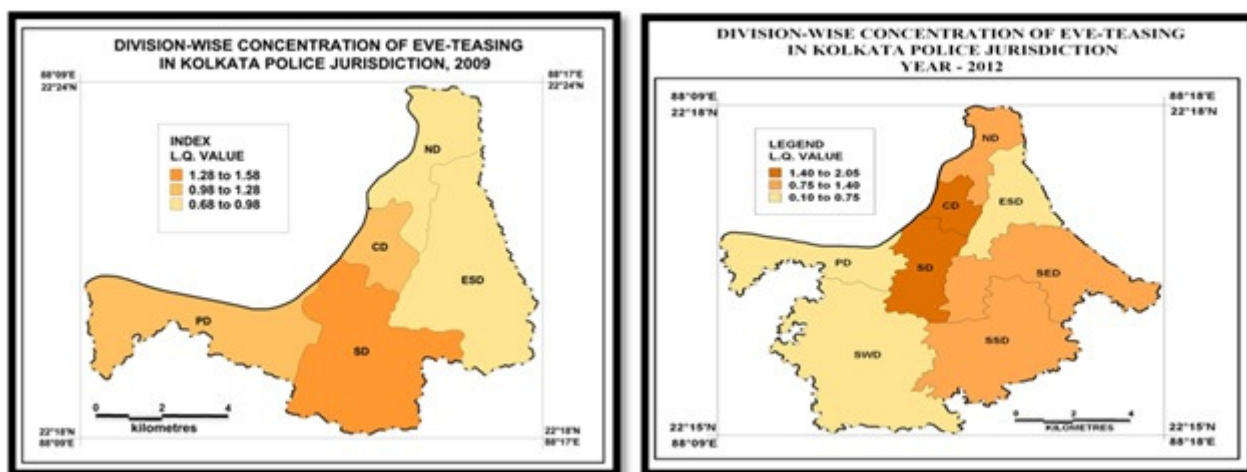 DIVISION-WISE CONCENTRATION OF EVE-TEASING
IN KOLKATA POLICE JURISDICTION, 2009
88°09'E
88°17'E
22°24'N
22°24'N
INDEX
L.Q. VALUE
1.28 to 1.58
0.98 to 1.28
0.68 to 0.98
ND
CD
ESD
PD
SD
0 2 4
kilometres
22°18'N
22°18'N
88°09'E
88°17'E
DIVISION-WISE CONCENTRATION OF EVE-TEASING
IN KOLKATA POLICE JURISDICTION
YEAR - 2012
88°09'E
88°18'E
22°18'N
22°18'N
LEGEND
L.Q. VALUE
1.40 to 2.05
0.75 to 1.40
0.10 to 0.75
ND
CD
ESD
PD
SD
SED
SWD
SSD
0 2 4
KILOMETRES
22°15'N
22°15'N
88°09'E
88°18'E